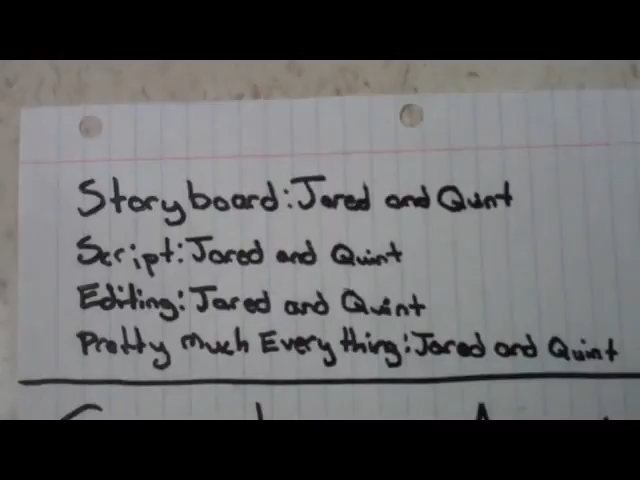 Storyboard: Jared and Quint
Script: Jared and Quint
Editing: Jared and Quint
Pretty much Everything: Jared and Quint